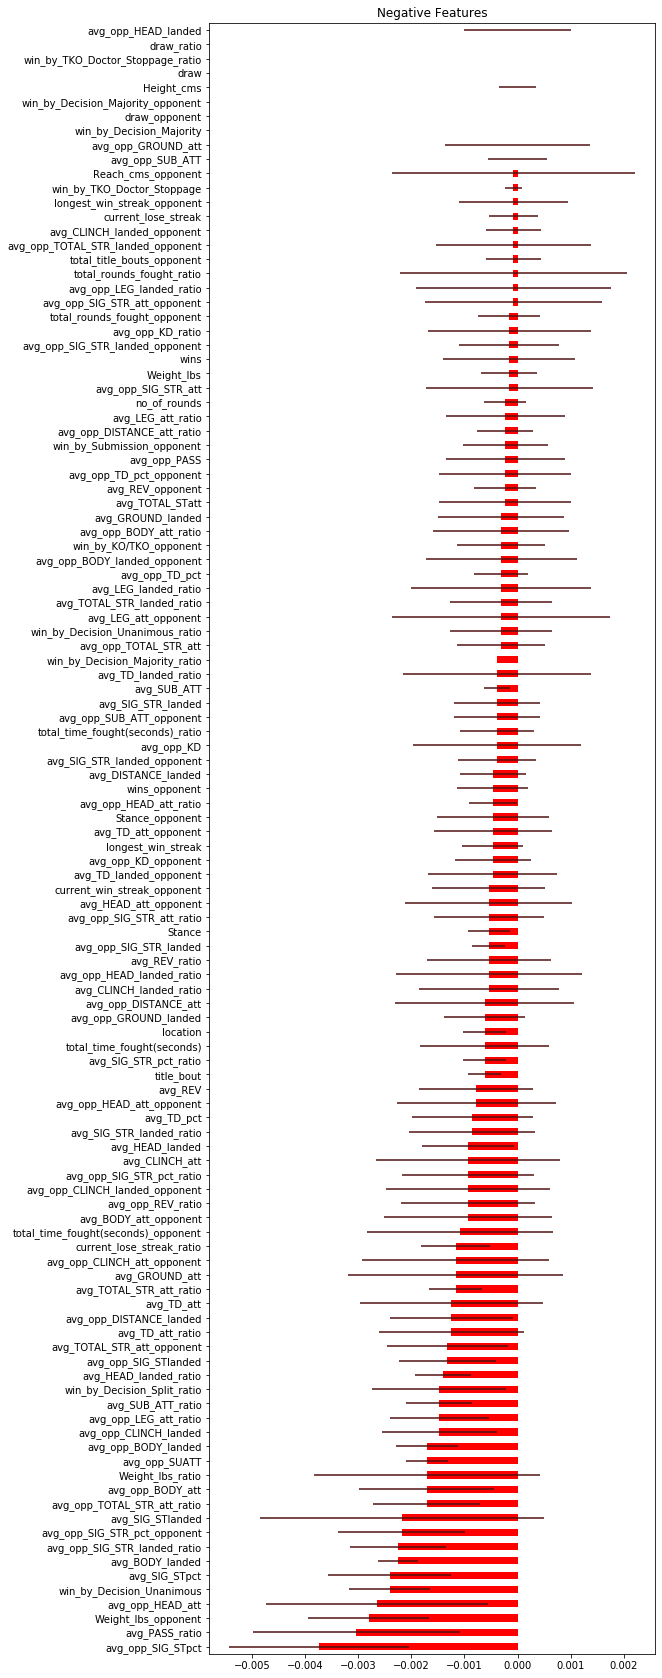 Negative Features
avg_opp_HEAD_landed
draw_ratio
win_by_TKO_Doctor_Stoppage_ratio
draw
Height_cms
win_by_Decision_Majority_opponent
draw_opponent
win_by_Decision_Majority
avg_opp_GROUND_att
avg_opp_SUB_ATT
Reach_cms_opponent
win_by_TKO_Doctor_Stoppage
longest_win_streak_opponent
current_lose_streak
avg_CLINCH_landed_opponent
avg_opp_TOTAL_STR_landed_opponent
total_title_bouts_opponent
total_rounds_fought_ratio
avg_opp_LEG_landed_ratio
avg_opp_SIG_STR_att_opponent
total_rounds_fought_opponent
avg_opp_KD_ratio
avg_opp_SIG_STR_landed_opponent
wins
Weight_lbs
avg_opp_SIG_STR_att
no_of_rounds
avg_LEG_att_ratio
avg_opp_DISTANCE_att_ratio
win_by_Submission_opponent
avg_opp_PASS
avg_opp_TD_pct_opponent
avg_REV_opponent
avg_TOTAL_STatt
avg_GROUND_landed
avg_opp_BODY_att_ratio
win_by_KO/TKO_opponent
avg_opp_BODY_landed_opponent
avg_opp_TD_pct
avg_LEG_landed_ratio
avg_TOTAL_STR_landed_ratio
avg_LEG_att_opponent
win_by_Decision_Unanimous_ratio
avg_opp_TOTAL_STR_att
win_by_Decision_Majority_ratio
avg_TD_landed_ratio
avg_SUB_ATT
avg_SIG_STR_landed
avg_opp_SUB_ATT_opponent
total_time_fought(seconds)_ratio
avg_opp_KD
avg_SIG_STR_landed_opponent
avg_DISTANCE_landed
wins_opponent
avg_opp_HEAD_att_ratio
Stance_opponent
avg_TD_att_opponent
longest_win_streak
avg_opp_KD_opponent
avg_TD_landed_opponent
current_win_streak_opponent
avg_HEAD_att_opponent
avg_opp_SIG_STR_att_ratio
Stance
avg_opp_SIG_STR_landed
avg_REV_ratio
avg_opp_HEAD_landed_ratio
avg_CLINCH_landed_ratio
avg_opp_DISTANCE_att
avg_opp_GROUND_landed
location
total_time_fought(seconds)
avg_SIG_STR_pct_ratio
title_bout
avg_REV
avg_opp_HEAD_att_opponent
avg_TD_pct
avg_SIG_STR_landed_ratio
avg_HEAD_landed
avg_CLINCH_att
avg_opp_SIG_STR_pct_ratio
avg_opp_CLINCH_landed_opponent
avg_opp_REV_ratio
avg_BODY_att_opponent
total_time_fought(seconds)_opponent
current_lose_streak_ratio
avg_opp_CLINCH_att_opponent
avg_GROUND_att
avg_TOTAL_STR_att_ratio
avg_TD_att
avg_opp_DISTANCE_landed
avg_TD_att_ratio
avg_TOTAL_STR_att_opponent
avg_opp_SIG_STlanded
avg_HEAD_landed_ratio
win_by_Decision_Split_ratio
avg_SUB_ATT_ratio
avg_opp_LEG_att_ratio
avg_opp_CLINCH_landed
avg_opp_BODY_landed
avg_opp_SUATT
Weight_lbs_ratio
avg_opp_BODY_att
avg_opp_TOTAL_STR_att_ratio
avg_SIG_STlanded
avg_opp_SIG_STR_pct_opponent
avg_opp_SIG_STR_landed_ratio
avg_BODY_landed
avg_SIG_STpct
win_by_Decision_Unanimous
avg_opp_HEAD_att
Weight_lbs_opponent
avg_PASS_ratio
avg_opp_SIG_STpct
−0.005 −0.004 −0.003 −0.002 −0.001 0.000 0.001 0.002